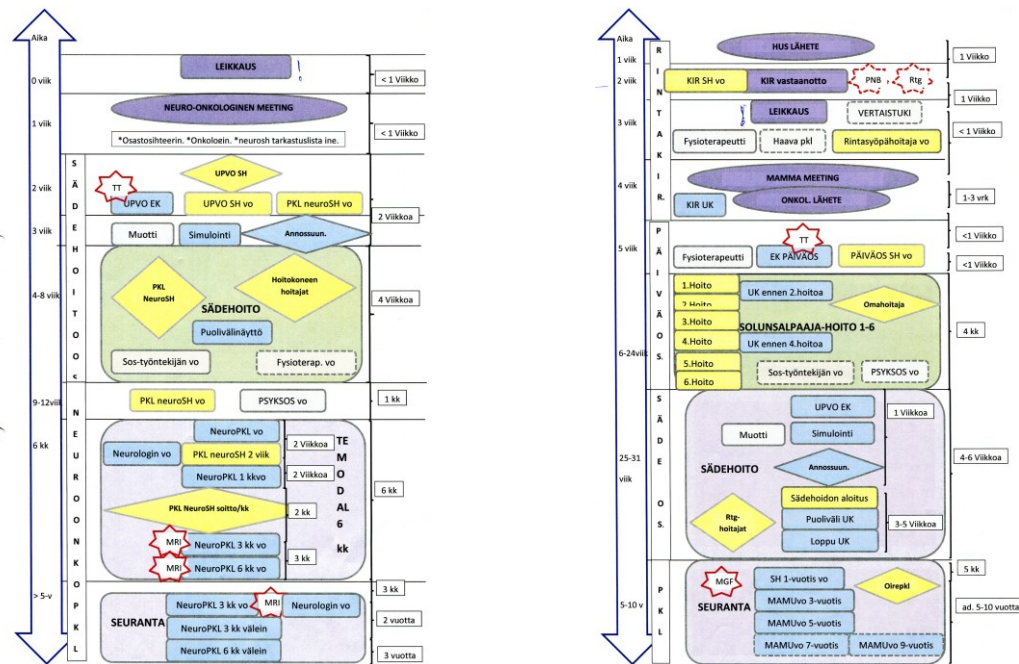 Aika
0 viik
LEIKKAUS
!
< 1 Viikko
NEURO-ONKOLOGINEN MEETING
1 viik
*Osastosihteerin. *Onkologin. *neurosh tarkastuslista ine.
< 1 Viikko
SÄDEHOITOOS
UPVO SH
2 viik
TT
UPVO EK
UPVO SH vo
PKL neuroSH vo
2 Viikkoa
3 viik
Muotti
Simulointi
Annossuun.
PKL NeuroSH
Hoitokoneen hoitajat
4-8 viik
SÄDEHOITO
4 Viikkoa
Puolivälinäyttö
Sos-työntekijän vo
Fysioterap. vo
9-12viik
PKL neuroSH vo
PSYKSOS vo
1 kk
NEUROONKOPKL
6 kk
NeuroPKL vo
Neurologin vo
PKL neuroSH 2 viik
NeuroPKL 1 kkvo
2 Viikkoa
2 Viikkoa
TEMODAL 6 kk
PKL NeuroSH soitto/kk
2 kk
6 kk
MRI
NeuroPKL 3 kk vo
MRI
NeuroPKL 6 kk vo
3 kk
> 5-v
3 kk
NeuroPKL 3 kk vo
MRI
Neurologin vo
SEURANTA
NeuroPKL 3 kk välein
2 vuotta
NeuroPKL 6 kk välein
3 vuotta
Aika
RINTAKIR.
HUS LÄHETE
1 viik
1 Viikko
2 viik
KIR SH vo
KIR vastaanotto
PNB
Rtg
1 Viikko
LEIKKAUS
VERTAISTUKI
3 viik
Fysioterapeutti
Haava pkl
Rintasyöpähoitaja vo
< 1 Viikko
MAMMA MEETING
4 viik
ONKOL. LÄHETE
KIR UK
1-3 vrk
PÄIVÄOS.
TT
<1 Viikko
5 viik
Fysioterapeutti
EK PÄIVÄOS
PÄIVÄOS SH vo
<1 Viikko
1.Hoito
UK ennen 2.hoitoa
2 Hoito
Omahoitaja
3.Hoito
SOLUNSALPAAJA-HOITO 1-6
4 kk
4.Hoito
UK ennen 4.hoitoa
6-24viik
5.Hoito
Sos-työntekijän vo
PSYKSOS vo
6.Hoito
SÄDE OS.
UPVO EK
1 Viikko
Muotti
Simulointi
25-31 viik
SÄDEHOITO
Annossuun.
4-6 Viikkoa
Rtg-hoitajat
Sädehoidon aloitus
Puoliväli UK
3-5 Viikkoa
Loppu UK
PKL
5 kk
MGF
SH 1-vuotis vo
Oirepkl
5-10 v
SEURANTA
MAMUvo 3-vuotis
ad. 5-10 vuotta
MAMUvo 5-vuotis
MAMUvo 7-vuotis
MAMUvo 9-vuotis